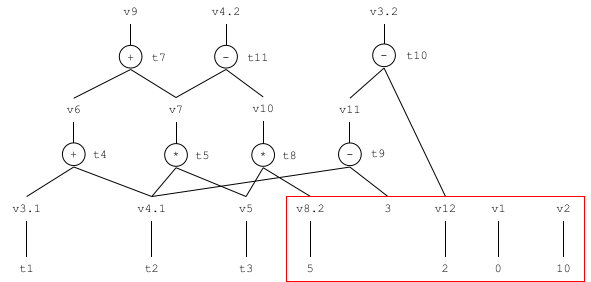 v9 v4.2 v3.2
+ t7 - t11 - t10
v6 v7 v10 v11
+ t4 * t5 * t8 - t9
v3.1 v4.1 v5 v8.2 3 v12 v1 v2
t1 t2 t3 5 2 0 10